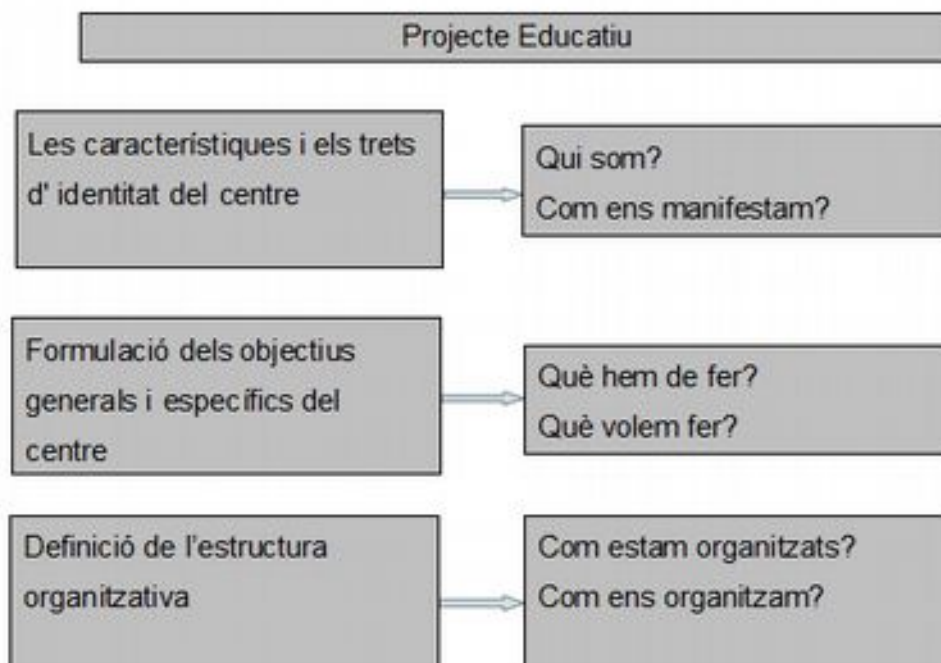 Projecte Educatiu
Les característiques i els trets
d' identitat del centre
Qui som?
Com ens manifestam?
Formulació dels objectius
generals i específics del
centre
Què hem de fer?
Què volem fer?
Definició de l'estructura
organitzativa
Com estam organitzats?
Com ens organitzam?